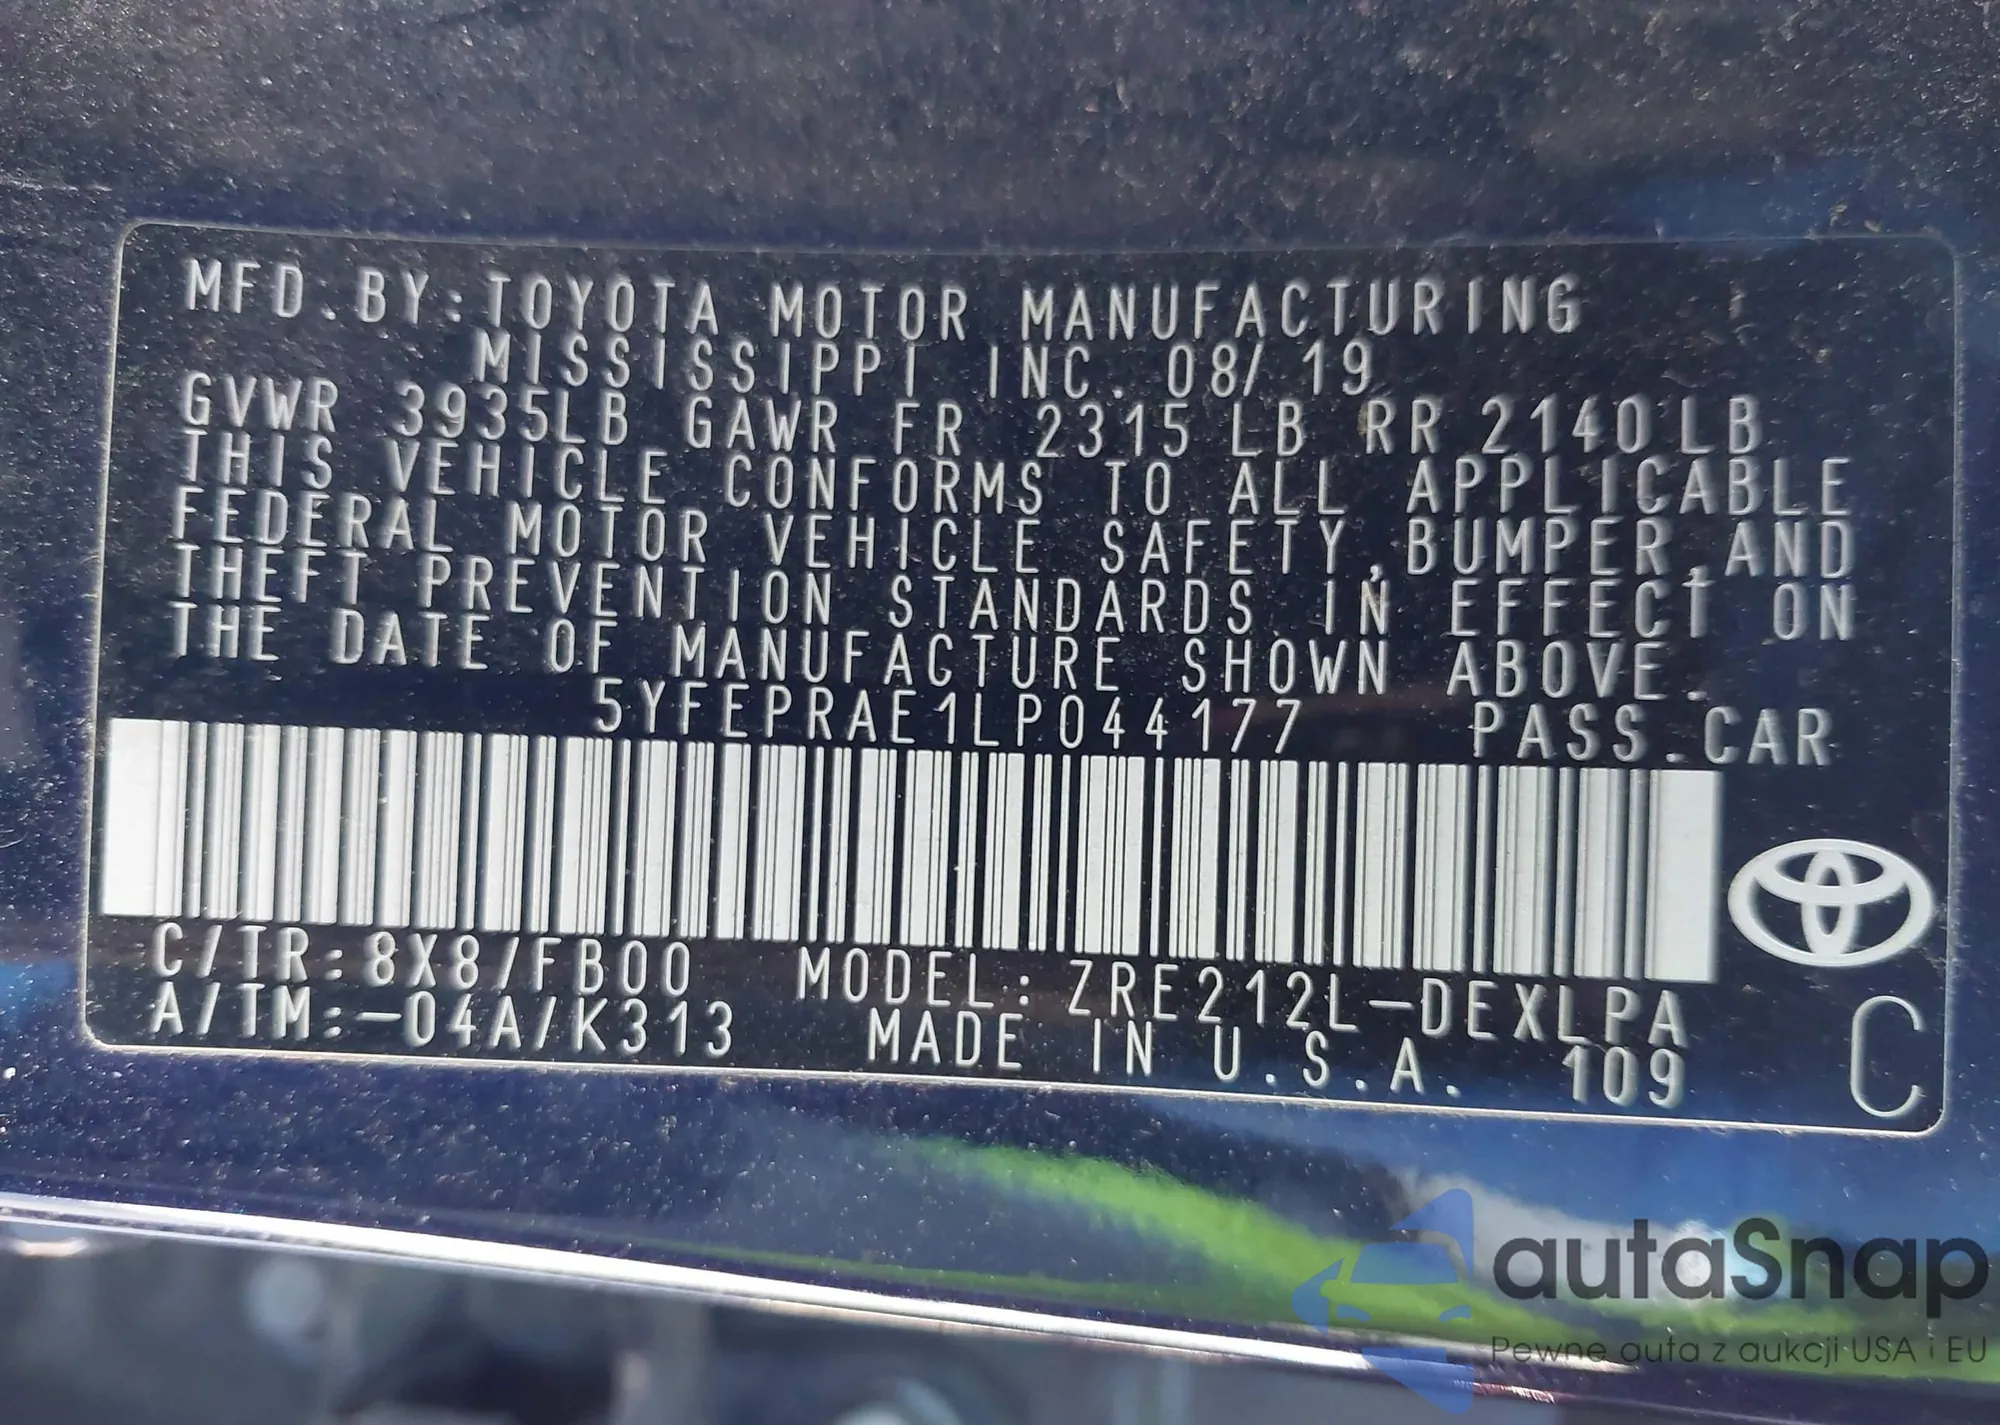 MFD.BY:TOYOTA MOTOR MANUFACTURING
MISSISSIPPI INC. 08/19
GVWR 3935LB GAWR FR 2315LB RR 2140LB
THIS VEHICLE CONFORMS TO ALL APPLICABLE
FEDERAL MOTOR VEHICLE SAFETY,BUMPER,AND
THEFT PREVENTION STANDARDS IN EFFECT ON
THE DATE OF MANUFACTURE SHOWN ABOVE.
5YFEPRAE1LP044177 PASS.CAR
C/TR:8X8/FB00 MODEL:ZRE212L-DEXLPA
A/TM:-04A/K313 MADE IN U.S.A. 109
C
autaSnap
Pewne auta z aukcji USA i EU